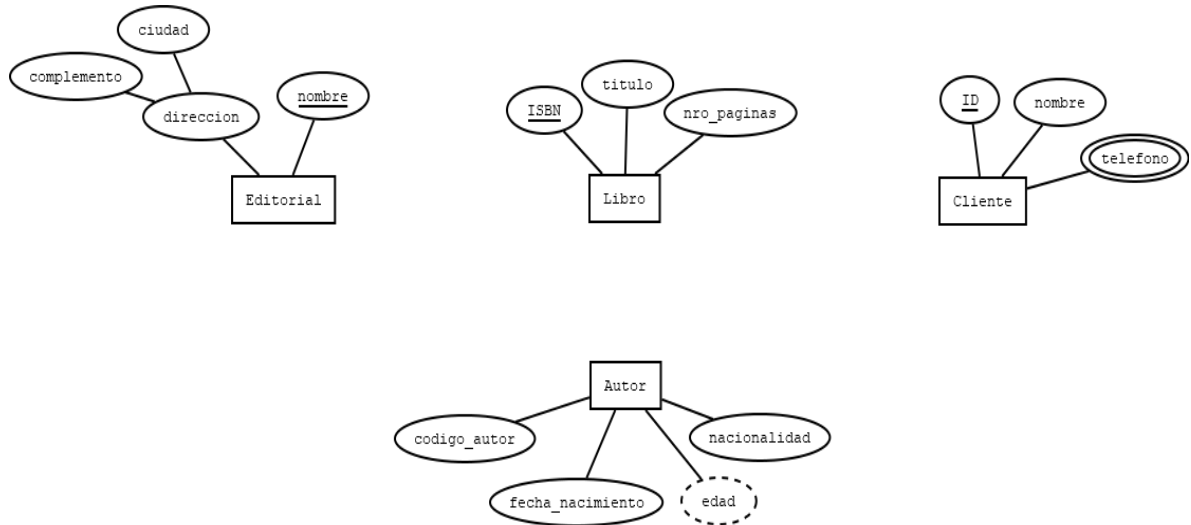 ciudad
complemento
direccion
nombre
Editorial
ISBN
titulo
nro_paginas
Libro
ID
nombre
telefono
Cliente
Autor
codigo_autor
fecha_nacimiento
edad
nacionalidad